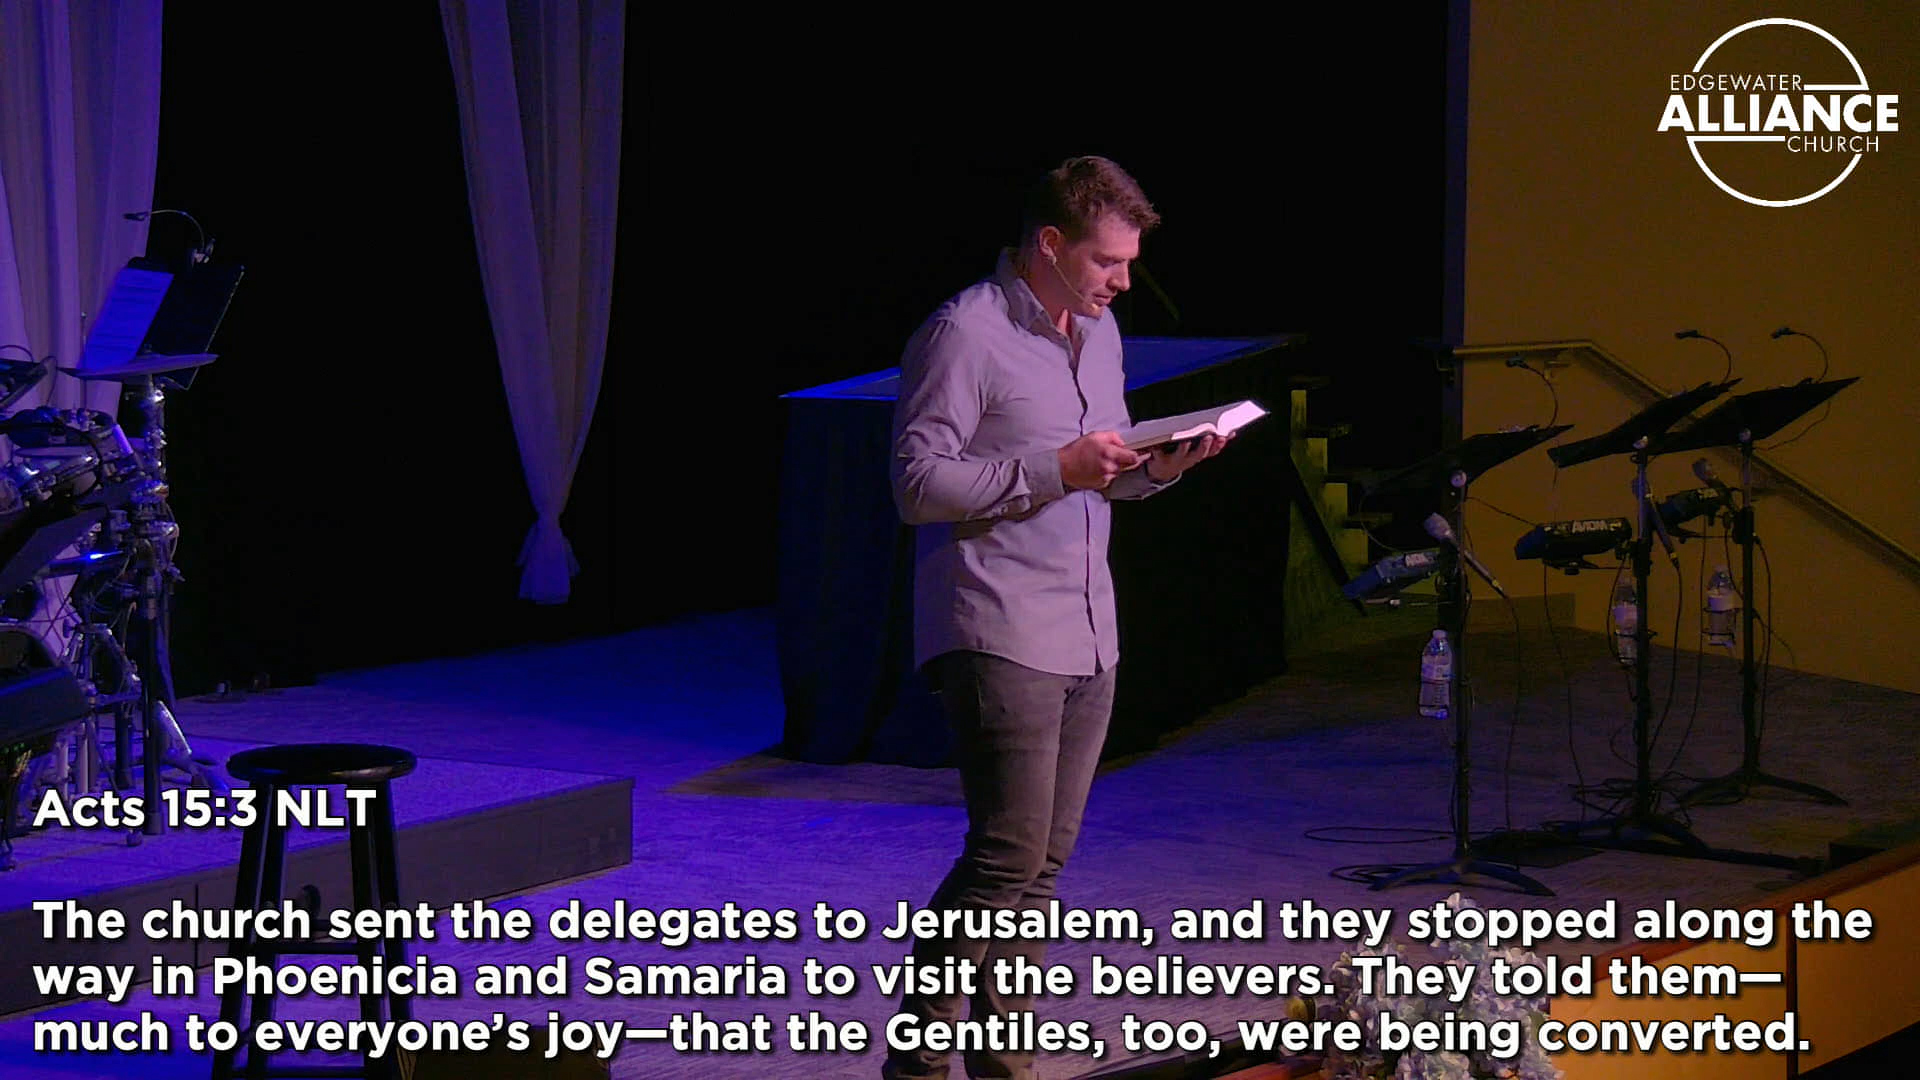 EDGEWATER
ALLIANCE
CHURCH
AVIOM
Acts 15:3 NLT
The church sent the delegates to Jerusalem, and they stopped along the
way in Phoenicia and Samaria to visit the believers. They told them—
much to everyone’s joy—that the Gentiles, too, were being converted.